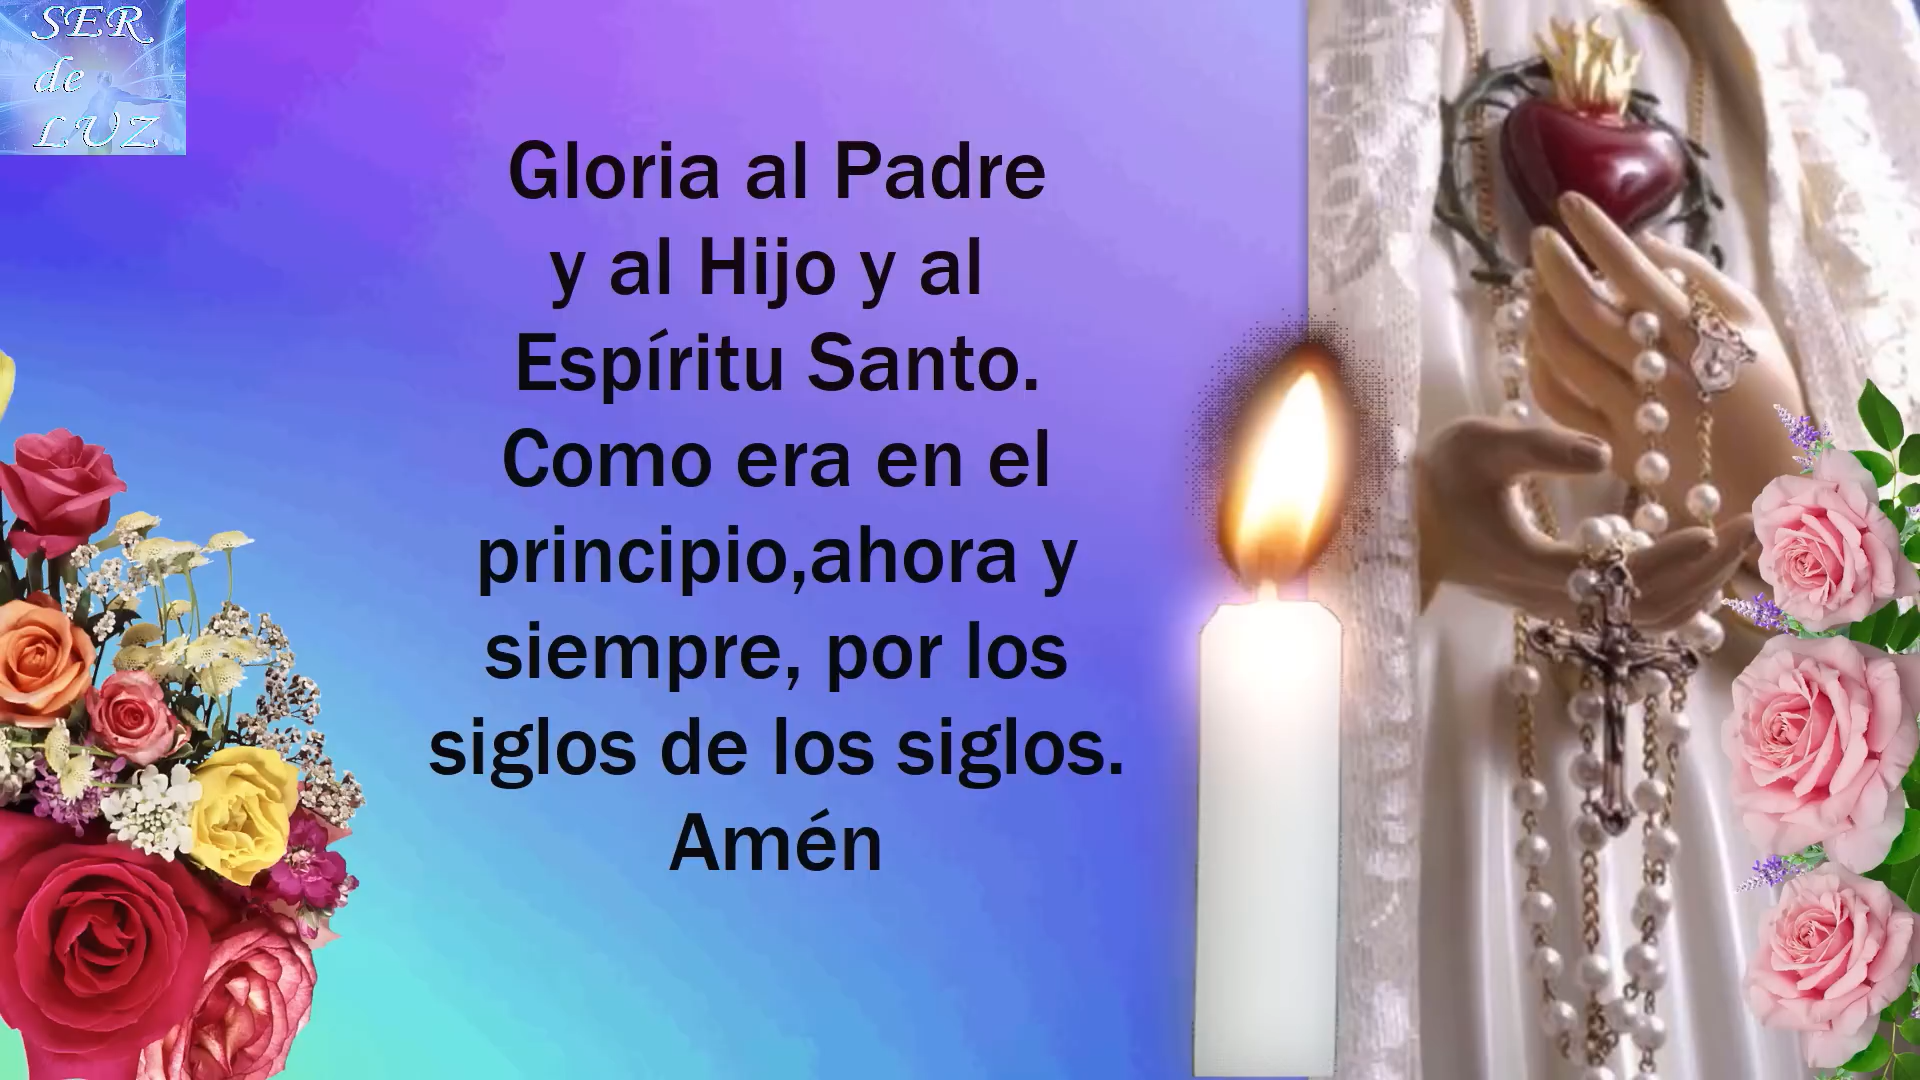 SER
de
LUZ
Gloria al Padre
y al Hijo y al
Espíritu Santo.
Como era en el
principio,ahora y
siempre, por los
siglos de los siglos.
Amén